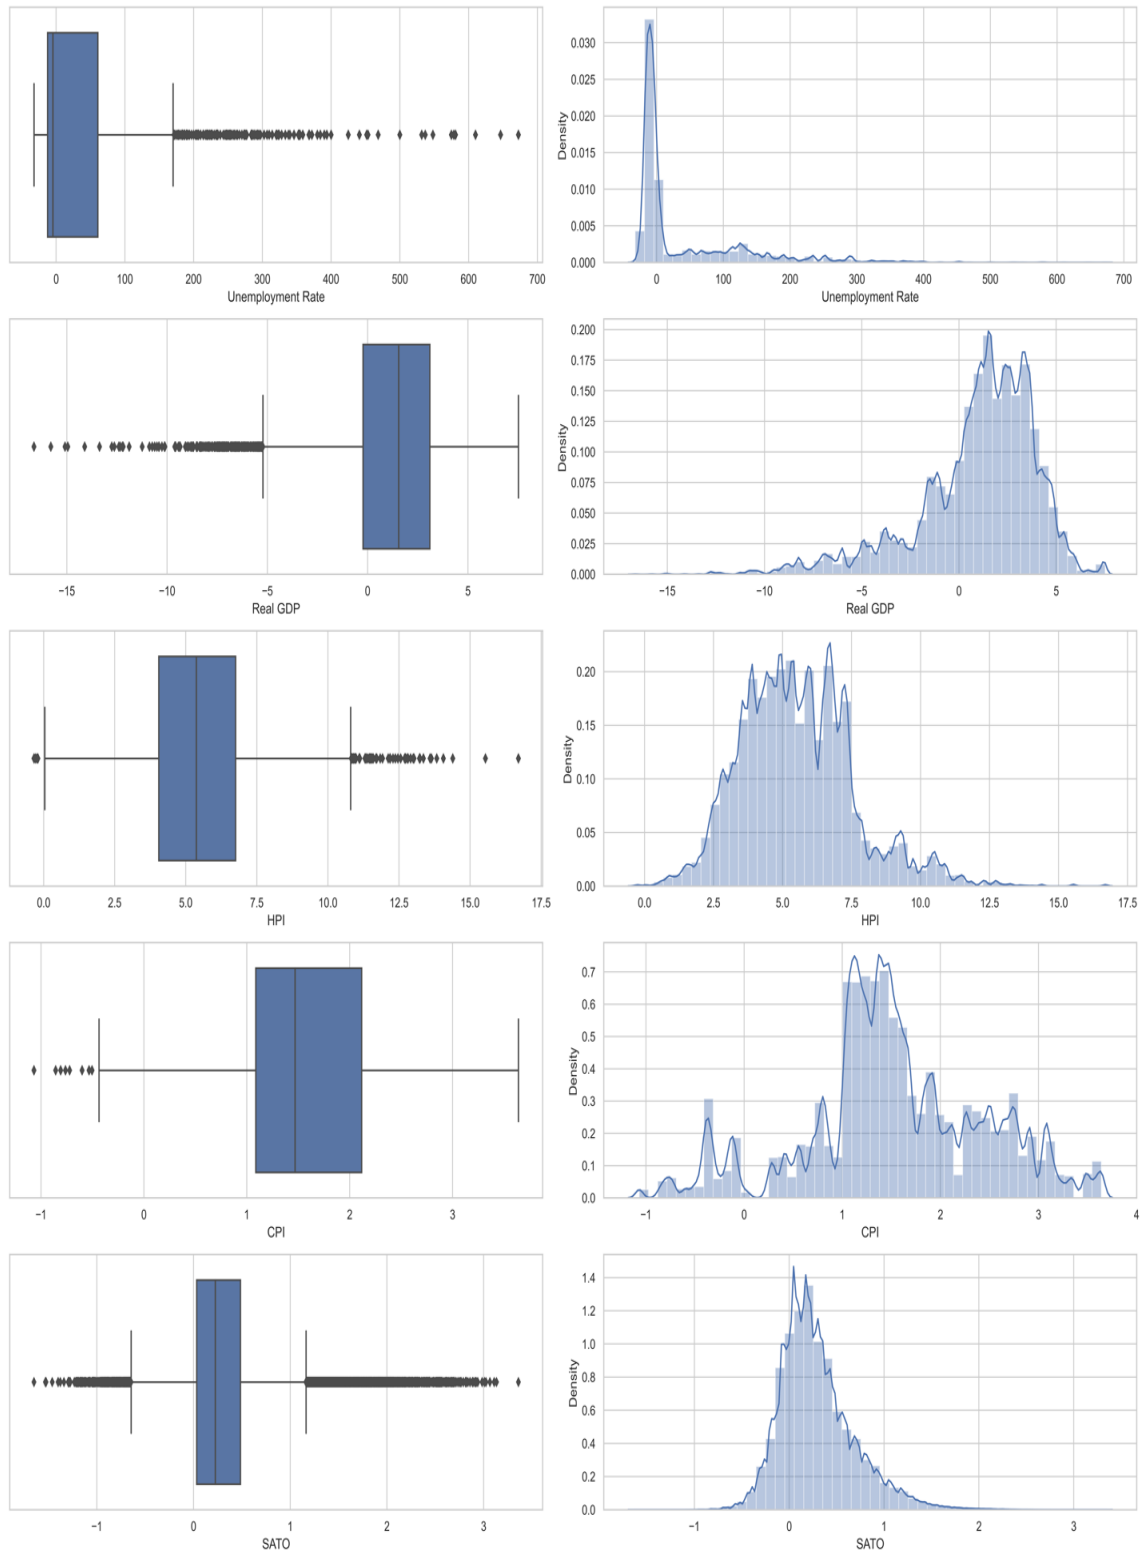 0 100 200 300 400 500 600 700
Unemployment Rate
0.030
0.025
0.020
0.015
0.010
0.005
0.000
Density
0 100 200 300 400 500 600 700
Unemployment Rate
−15 −10 −5 0 5
Real GDP
0.200
0.175
0.150
0.125
0.100
0.075
0.050
0.025
0.000
Density
−15 −10 −5 0 5
Real GDP
0.0 2.5 5.0 7.5 10.0 12.5 15.0 17.5
HPI
0.20
0.15
0.10
0.05
0.00
Density
0.0 2.5 5.0 7.5 10.0 12.5 15.0 17.5
HPI
−1 0 1 2 3
CPI
0.7
0.6
0.5
0.4
0.3
0.2
0.1
0.0
Density
−1 0 1 2 3 4
CPI
−1 0 1 2 3
SATO
1.4
1.2
1.0
0.8
0.6
0.4
0.2
0.0
Density
−1 0 1 2 3
SATO